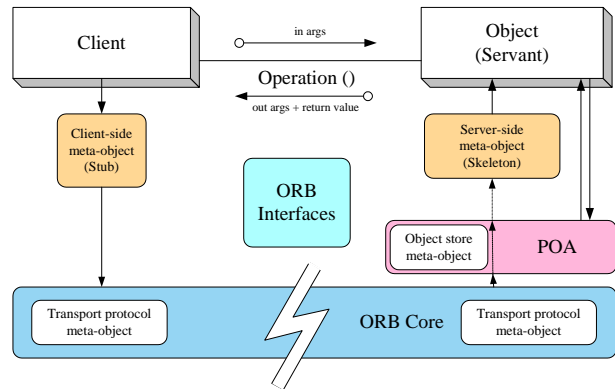 Client
in args
Object
(Servant)
Operation ()
out args + return value
Client-side
meta-object
(Stub)
Server-side
meta-object
(Skeleton)
ORB
Interfaces
Object store
meta-object
POA
Transport protocol
meta-object
ORB Core
Transport protocol
meta-object